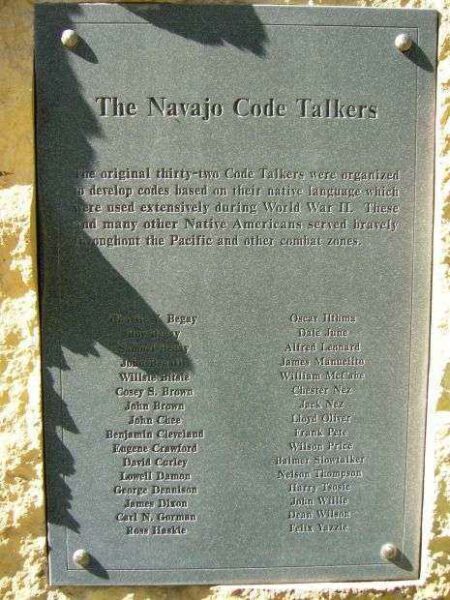 The Navajo Code Talkers
The original thirty-two Code Talkers were organized
to develop codes based on their native language which
were used extensively during World War II. These
and many other Native Americans served bravely
throughout the Pacific and other combat zones.
Begay
Willsie Bitsie
Cosey S. Brown
John Brown
John Chee
Benjamin Cleveland
Eugene Crawford
David Curley
Lowell Damon
George Dennison
James Dixon
Carl N. Gorman
Ross Haskie
Oscar Ilthma
Dale June
Alfred Leonard
James Manuelito
William McCabe
Chester Nez
Jack Nez
Lloyd Oliver
Frank Pete
Wilson Price
Balmer Slowtalker
Nelson Thompson
Harry Tsosie
John Willie
Dean Wilson
Felix Yazzie